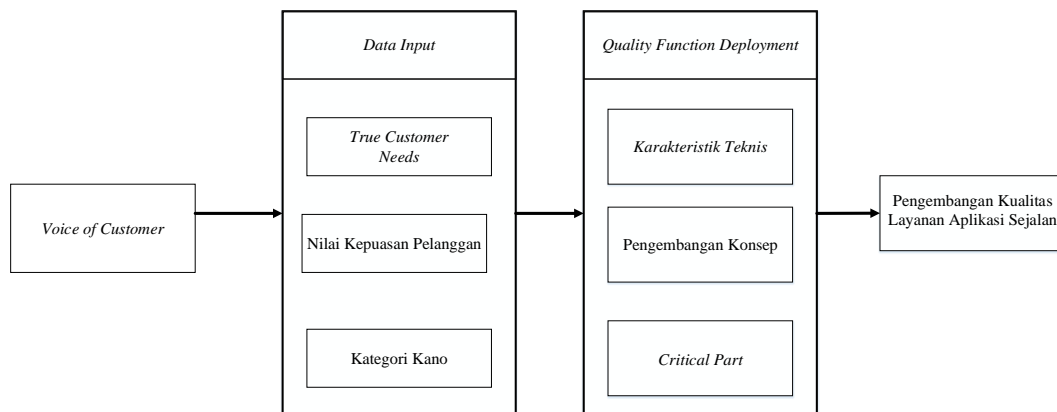 Data Input
Quality Function Deployment
True Customer
Needs
Karakteristik Teknis
Voice of Customer
Nilai Kepuasan Pelanggan
Pengembangan Konsep
Pengembangan Kualitas
Layanan Aplikasi Sejalan
Kategori Kano
Critical Part